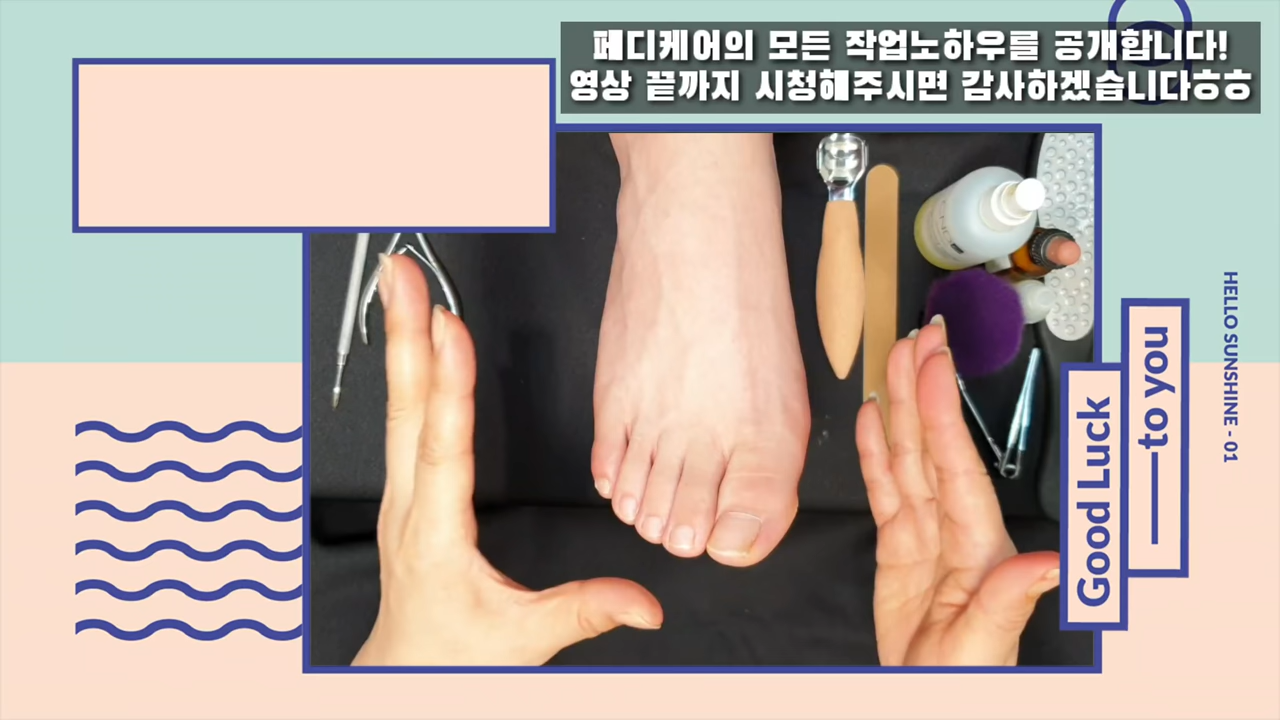 페디케어의 모든 작업노하우를 공개합니다!
영상 끝까지 시청해주시면 감사하겠습니다ㅎㅎ
HELLO SUNSHINE - 01
Good Luck
to you